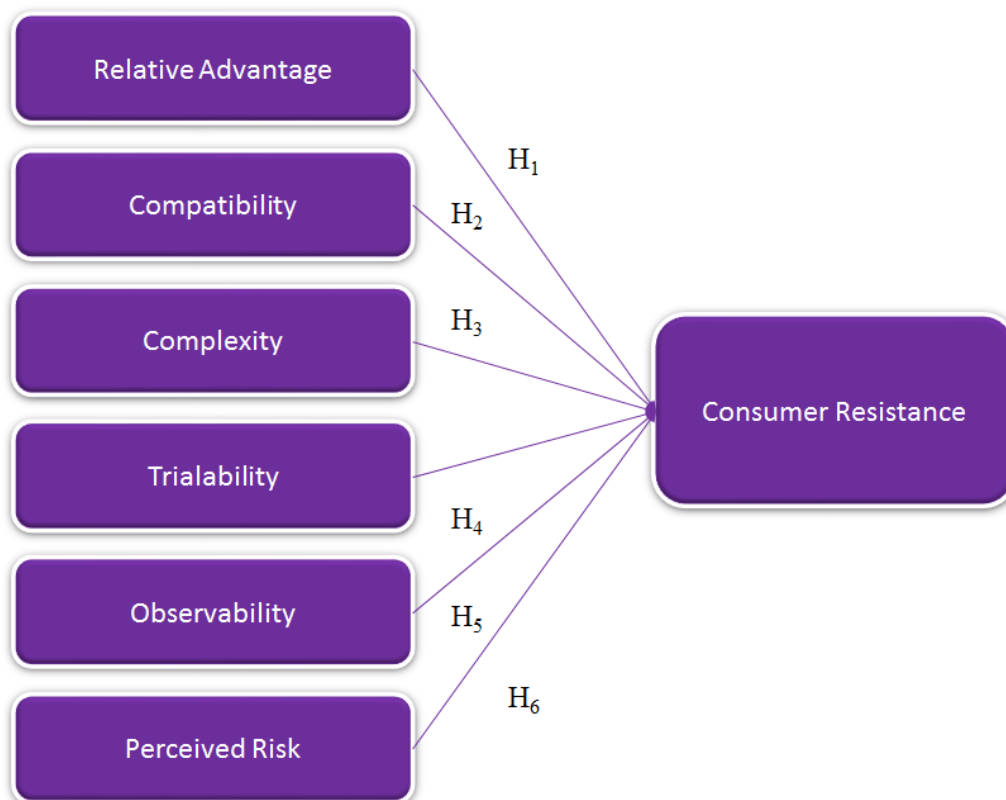 Relative Advantage
H₁
Compatibility
H₂
Complexity
H₃
Consumer Resistance
Trialability
H₄
Observability
H₅
Perceived Risk
H₆